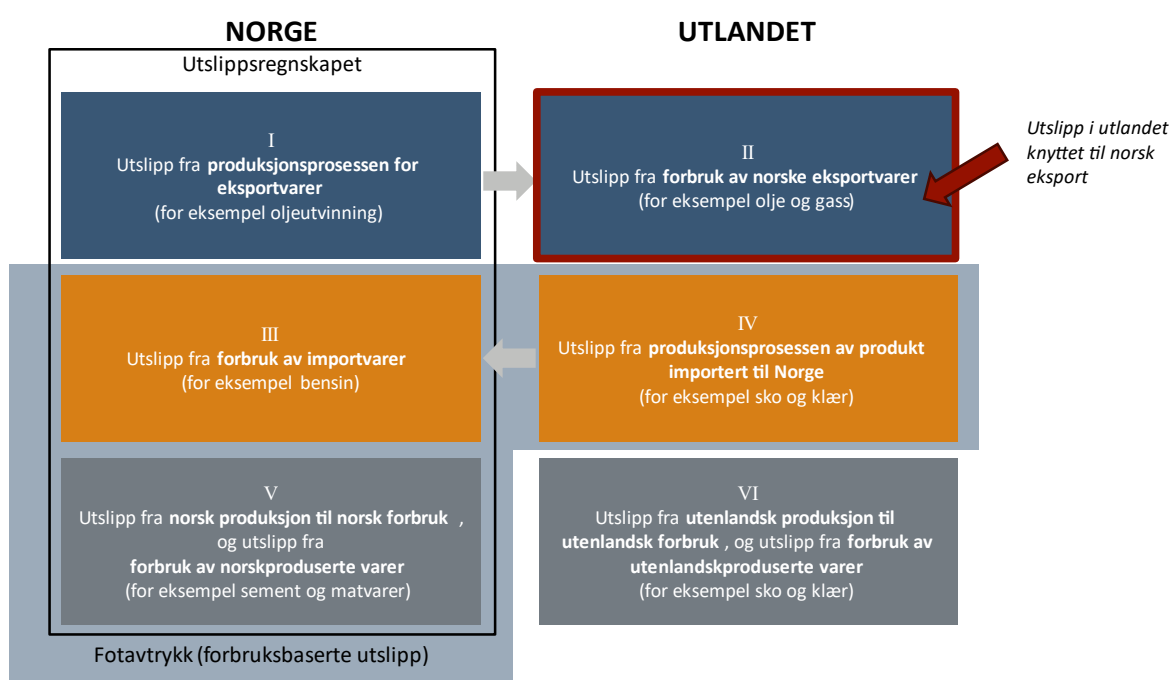 NORGE
UTLANDET
Utslippsregnskapet
I
Utslipp fra produksjonsprosessen for
eksportvarer
(for eksempel oljeutvinning)
II
Utslipp fra forbruk av norske eksportvarer
(for eksempel olje og gass)
Utslipp i utlandet
knyttet til norsk
eksport
III
Utslipp fra forbruk av importvarer
(for eksempel bensin)
IV
Utslipp fra produksjonsprosessen av produkt
importert til Norge
(for eksempel sko og klær)
V
Utslipp fra norsk produksjon til norsk forbruk ,
og utslipp fra
forbruk av norskproduserte varer
(for eksempel sement og matvarer)
VI
Utslipp fra utenlandsk produksjon til
utenlandsk forbruk , og utslipp fra forbruk av
utenlandskproduserte varer
(for eksempel sko og klær)
Fotavtrykk (forbruksbaserte utslipp)